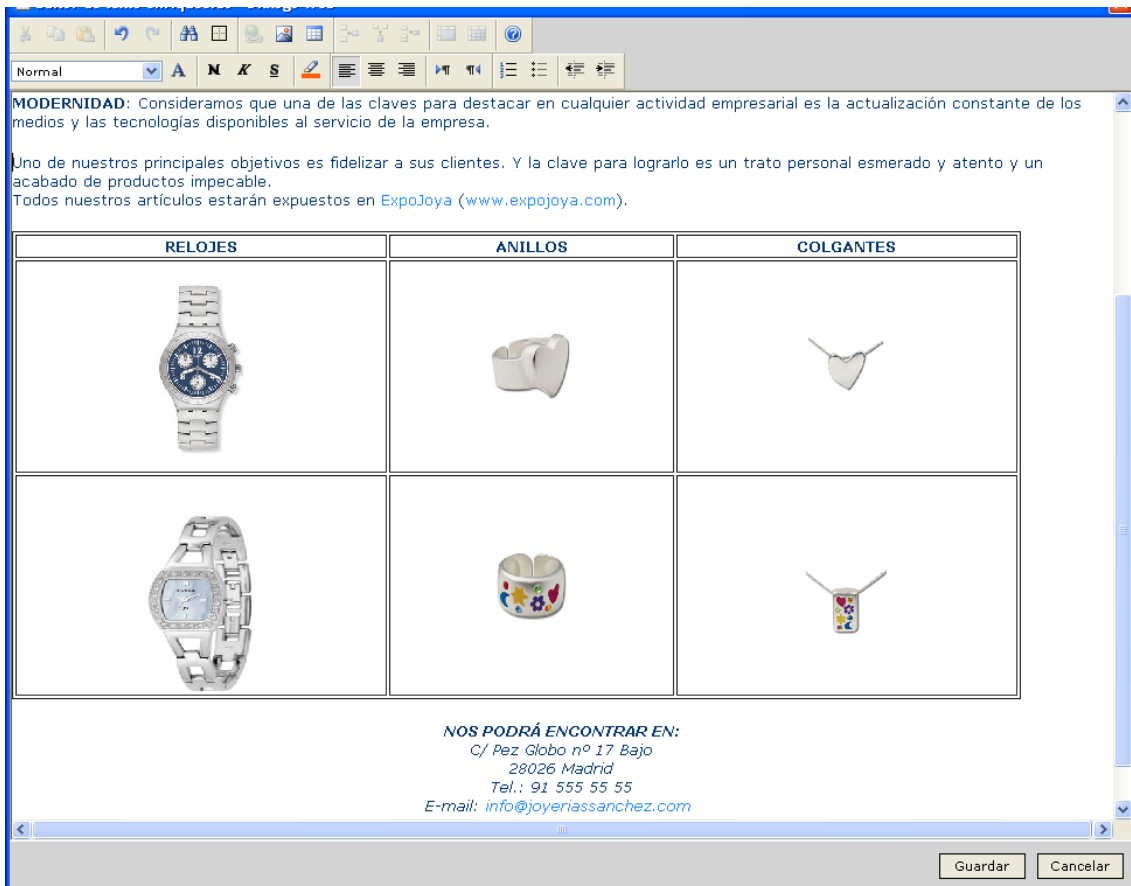 Normal
A N K S
MODERNIDAD: Consideramos que una de las claves para destacar en cualquier actividad empresarial es la actualización constante de los
medios y las tecnologías disponibles al servicio de la empresa.
Uno de nuestros principales objetivos es fidelizar a sus clientes. Y la clave para lograrlo es un trato personal esmerado y atento y un
acabado de productos impecable.
Todos nuestros artículos estarán expuestos en ExpoJoya (www.expojoya.com).
RELOJES ANILLOS COLGANTES
12
NOS PODRÁ ENCONTRAR EN:
C/ Pez Globo nº 17 Bajo
28026 Madrid
Tel.: 91 555 55 55
E-mail: info@joyeriassanchez.com
Guardar Cancelar